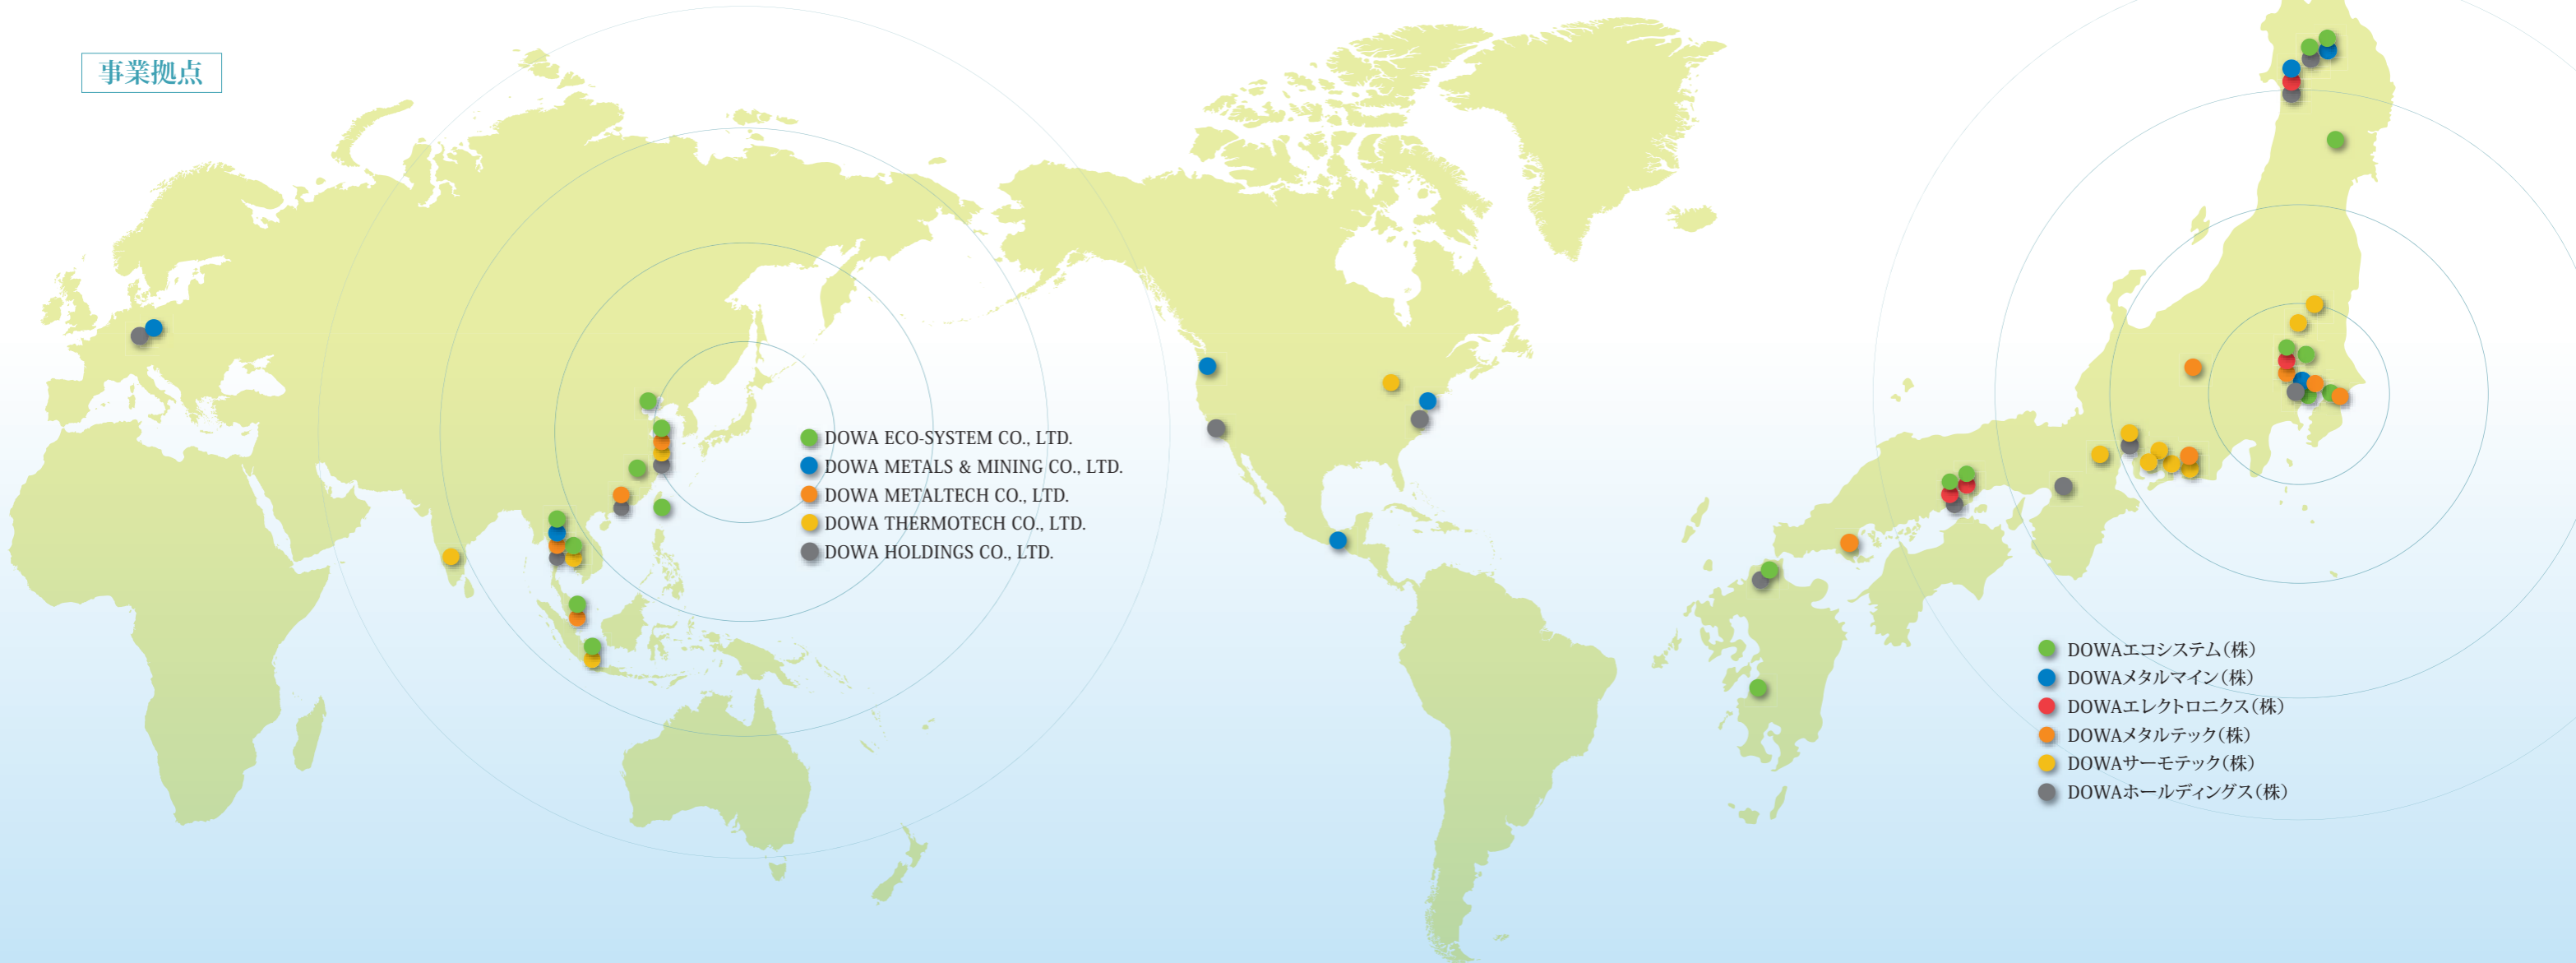 事業拠点
DOWA ECO-SYSTEM CO., LTD.
DOWA METALS & MINING CO., LTD.
DOWA METALTECH CO., LTD.
DOWA THERMOTECH CO., LTD.
DOWA HOLDINGS CO., LTD.
DOWAエコシステム（株）
DOWAメタルマイン（株）
DOWAエレクトロニクス（株）
DOWAメタルテック（株）
DOWAサーモテック（株）
DOWAホールディングス（株）